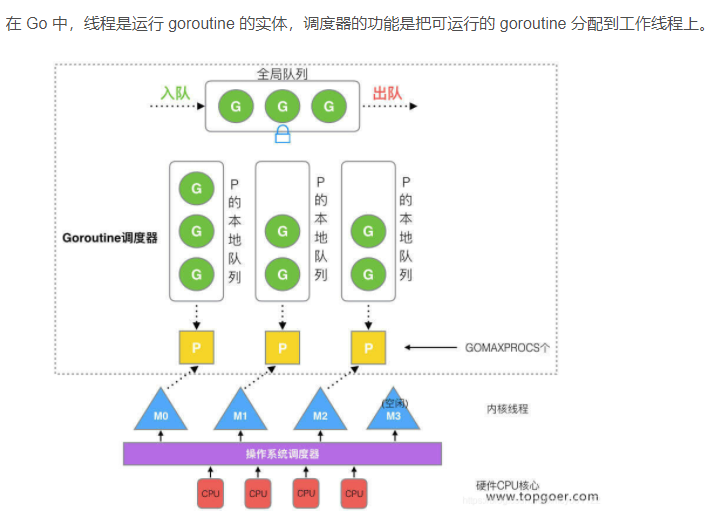 在 Go 中，线程是运行 goroutine 的实体，调度器的功能是把可运行的 goroutine 分配到工作线程上。
全局队列
入队
G G G
出队
G
G G G
G G G
P的本地队列
P的本地队列
P的本地队列
Goroutine调度器
P P P
GOMAXPROCS个
M0 M1 M2
(空闲)
M3
内核线程
操作系统调度器
CPU CPU CPU CPU
硬件CPU核心
www.topgoer.com